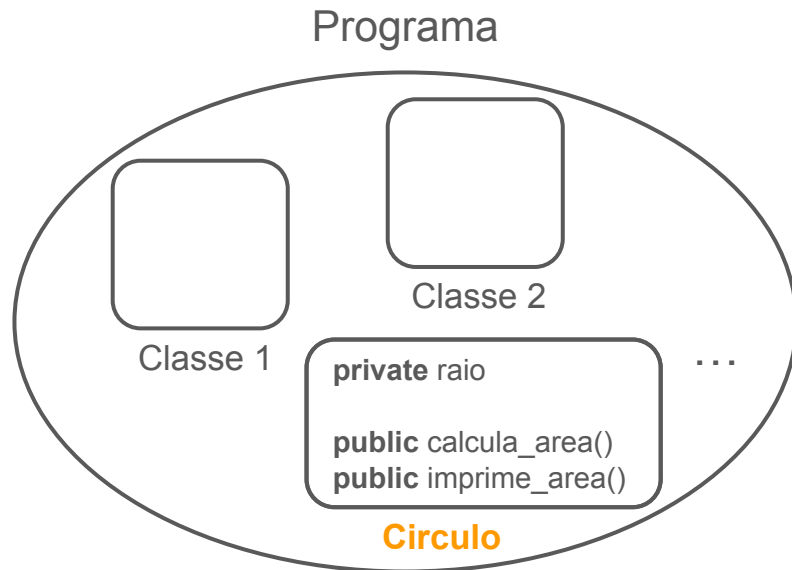 Programa
Classe 2
Classe 1
private raio
...
public calcula_area()
public imprime_area()
Circulo